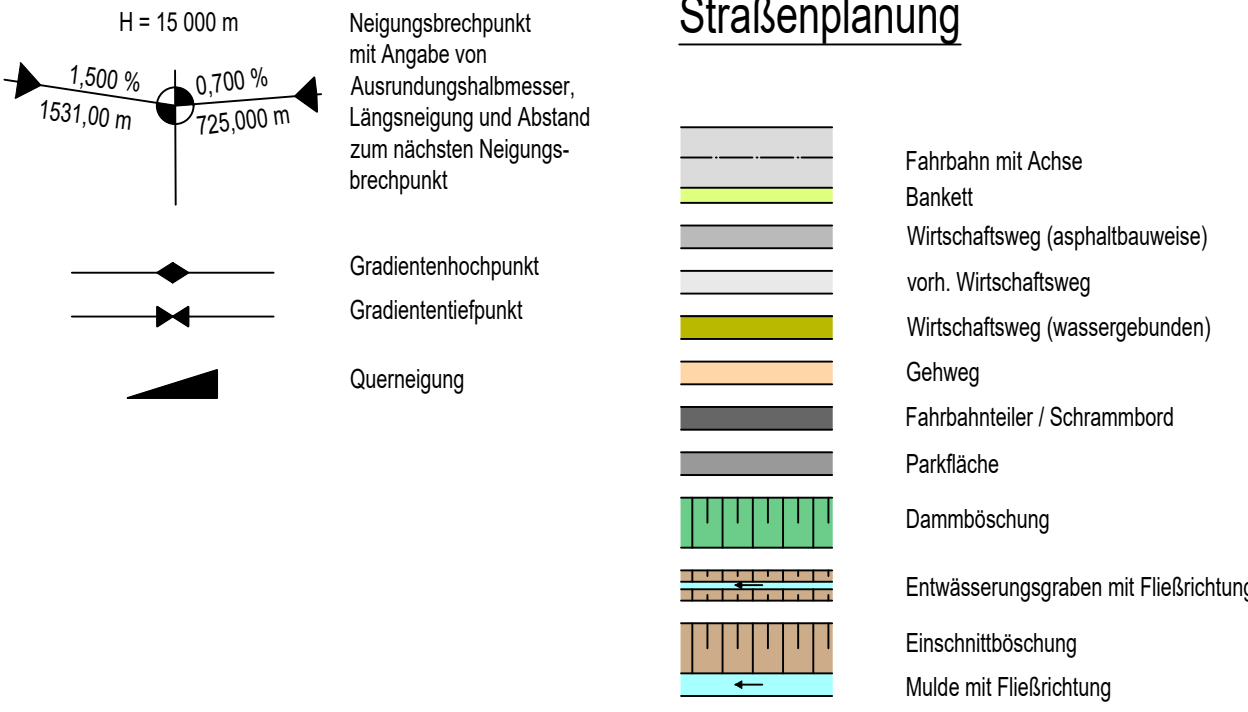 H = 15 000 m
1,500 %
0,700 %
1531,00 m
725,000 m
Neigungsbrechpunkt
mit Angabe von
Ausrundungshalbmesser,
Längsneigung und Abstand
zum nächsten Neigungs-
brechpunkt
Gradientenhochpunkt
Gradiententiefpunkt
Querneigung
Straßenplanung
Fahrbahn mit Achse
Bankett
Wirtschaftsweg (asphaltbauweise)
vorh. Wirtschaftsweg
Wirtschaftsweg (wassergebunden)
Gehweg
Fahrbahnteiler / Schrammbord
Parkfläche
Dammböschung
Entwässerungsgraben mit Fließrichtung
Einschnittböschung
Mulde mit Fließrichtung